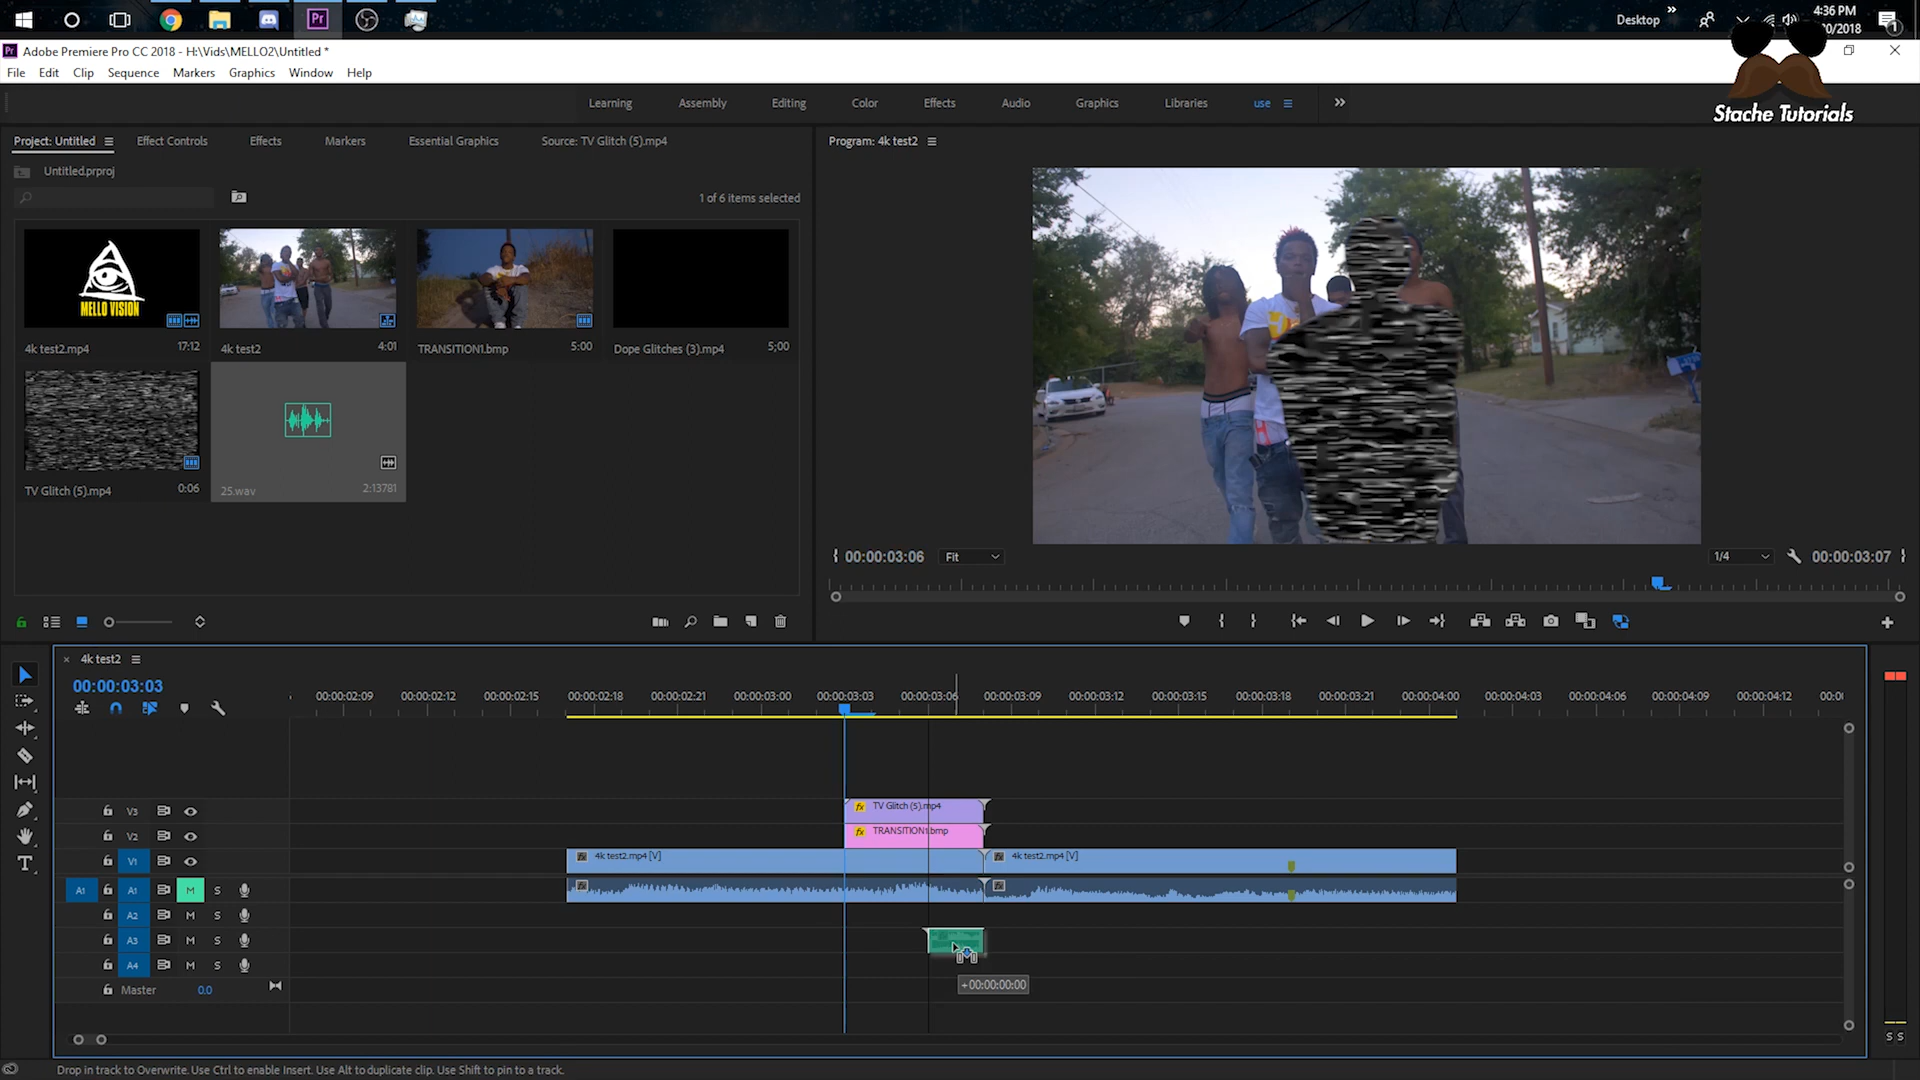 Desktop
4:36 PM
0/2018
1
Adobe Premiere Pro CC 2018 - H:\Vids\MELLO2\Untitled *
File Edit Clip Sequence Markers Graphics Window Help
Learning Assembly Editing Color Effects Audio Graphics Libraries use
Stache Tutorials
Project: Untitled Effect Controls Effects Markers Essential Graphics Source: TV Glitch (5).mp4
Program: 4k test2
Untitled.prproj
1 of 6 items selected
MELLO VISION
4k test2.mp4 17:12
4k test2 4:01
TRANSITION1.bmp 5:00
Dope Glitches (3).mp4 5;00
TV Glitch (5).mp4 0:06
25.wav 2:13781
00:00:03:06 Fit 1/4 00:00:03:07
4k test2
00:00:03:03
00:00:02:09 00:00:02:12 00:00:02:15 00:00:02:18 00:00:02:21 00:00:03:00 00:00:03:03 00:00:03:06 00:00:03:09 00:00:03:12 00:00:03:15 00:00:03:18 00:00:03:21 00:00:04:00 00:00:04:03 00:00:04:06 00:00:04:09 00:00:04:12 00:00
V3 TV Glitch (5).mp4
V2 TRANSITION1.bmp
V1 4k test2.mp4 [V] 4k test2.mp4 [V]
A1 A1 M S
A2 M S
A3 M S
A4 M S
+00:00:00:00
Master 0.0
S S
Drop in track to Overwrite. Use Ctrl to enable Insert. Use Alt to duplicate clip. Use Shift to pin to a track.